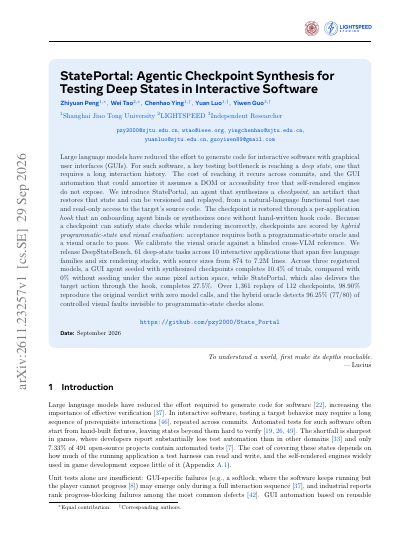 LIGHTSPEED
STUDIOS
StatePortal: Agentic Checkpoint Synthesis for
Testing Deep States in Interactive Software
Zhiyuan Peng¹,*, Wei Tao²,*, Chenhao Ying¹,†, Yuan Luo¹,†, Yiwen Guo³,†
¹Shanghai Jiao Tong University ²LIGHTSPEED ³Independent Researcher
pzy2000@sjtu.edu.cn, wtao@ieee.org, yingchenhao@sjtu.edu.cn,
yuanluo@sjtu.edu.cn, guoyiwen89@gmail.com
Large language models have reduced the effort to generate code for interactive software with graphical
user interfaces (GUIs). For such software, a key testing bottleneck is reaching a deep state, one that
requires a long interaction history. The cost of reaching it recurs across commits, and the GUI
automation that could amortize it assumes a DOM or accessibility tree that self-rendered engines
do not expose. We introduce StatePortal, an agent that synthesizes a checkpoint, an artifact that
restores that state and can be versioned and replayed, from a natural-language functional test case
and read-only access to the target's source code. The checkpoint is restored through a per-application
hook that an onboarding agent binds or synthesizes once without hand-written hook code. Because
a checkpoint can satisfy state checks while rendering incorrectly, checkpoints are scored by hybrid
programmatic-state and visual evaluation: acceptance requires both a programmatic-state oracle and
a visual oracle to pass. We calibrate the visual oracle against a blinded cross-VLM reference. We
release DeepStateBench, 61 deep-state tasks across 10 interactive applications that span five language
families and six rendering stacks, with source sizes from 874 to 7.2M lines. Across three registered
models, a GUI agent seeded with synthesized checkpoints completes 10.4% of trials, compared with
0% without seeding under the same pixel action space, while StatePortal, which also delivers the
target action through the hook, completes 27.5%. Over 1,361 replays of 112 checkpoints, 98.90%
reproduce the original verdict with zero model calls, and the hybrid oracle detects 96.25% (77/80) of
controlled visual faults invisible to programmatic-state checks alone.
https://github.com/pzy2000/State_Portal
Date: September 2026
arXiv:2611.23257v1 [cs.SE] 29 Sep 2026
To understand a world, first make its depths reachable.
— Lucius
1 Introduction
Large language models have reduced the effort required to generate code for software [22], increasing the
importance of effective verification [37]. In interactive software, testing a target behavior may require a long
sequence of prerequisite interactions [46], repeated across commits. Automated tests for such software often
start from hand-built fixtures, leaving states beyond them hard to verify [19, 26, 49]. The shortfall is sharpest
in games, where developers report substantially less test automation than in other domains [13] and only
7.33% of 491 open-source projects contain automated tests [7]. The cost of covering these states depends on
how much of the running application a test harness can read and write, and the self-rendered engines widely
used in game development expose little of it (Appendix A.1).
Unit tests alone are insufficient: GUI-specific failures (e.g., a softlock, where the software keeps running but
the player cannot progress [8]) may emerge only during a full interaction sequence [37], and industrial reports
rank progress-blocking failures among the most common defects [42]. GUI automation based on reusable
*Equal contribution. †Corresponding authors.